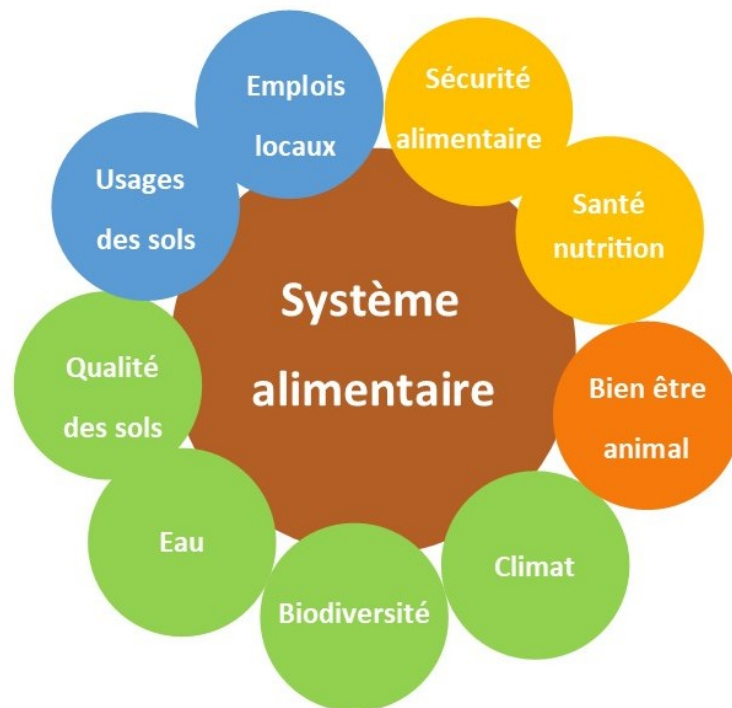 Emplois
locaux
Sécurité
alimentaire
Usages
des sols
Santé
nutrition
Système
alimentaire
Qualité
des sols
Bien être
animal
Eau
Climat
Biodiversité